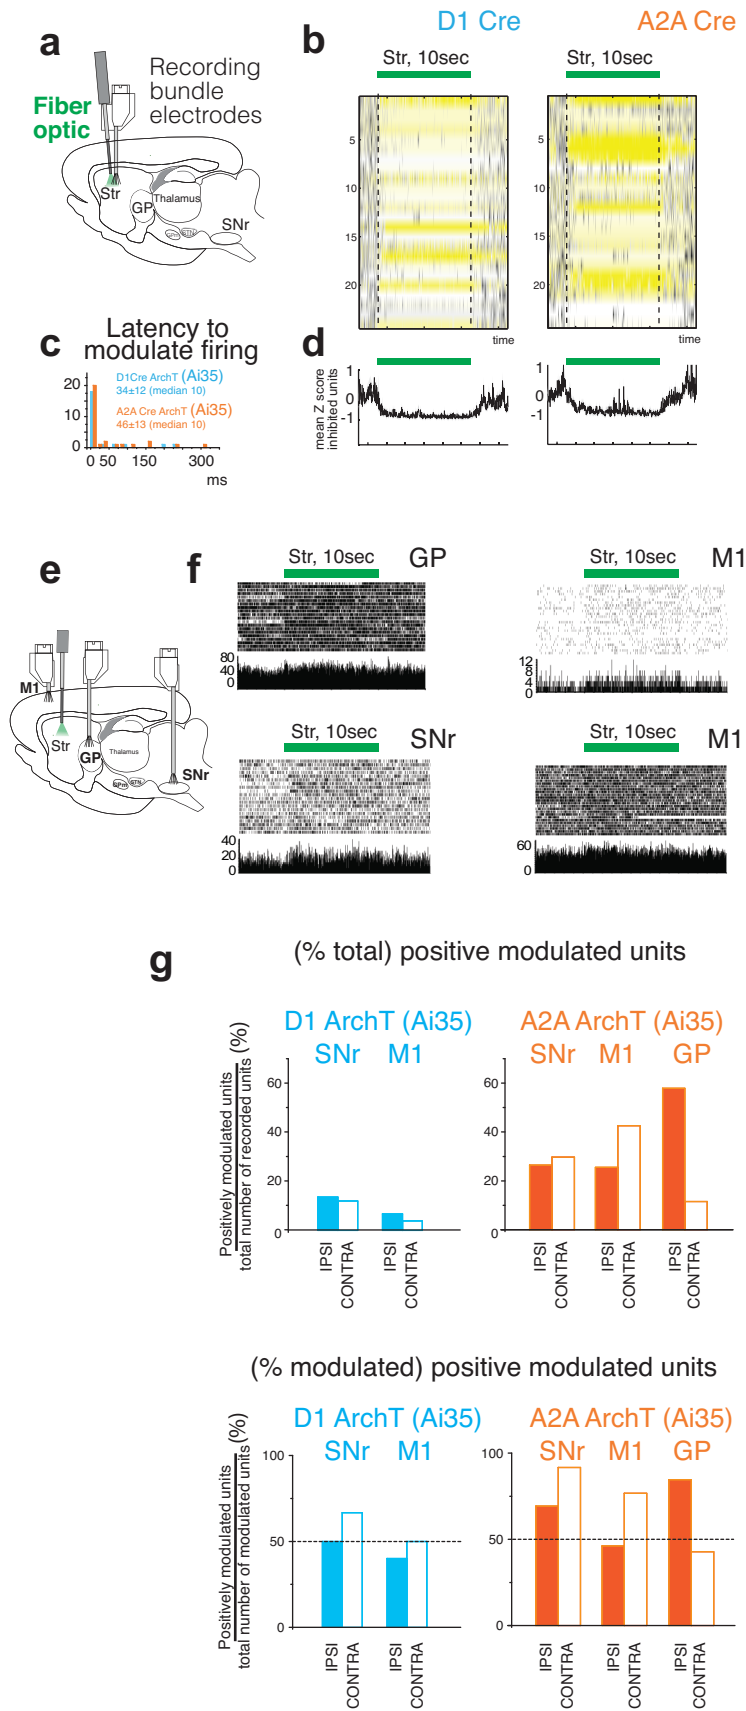 a
Recording
bundle
electrodes
Fiber
optic
Str
GP
Thalamus
SNr
GPm
STN
b
D1 Cre
A2A Cre
Str, 10sec
Str, 10sec
5
10
15
20
5
10
15
20
time
time
c
Latency to
modulate firing
D1Cre ArchT (Ai35)
34±12 (median 10)
A2A Cre ArchT (Ai35)
46±13 (median 10)
20
10
0
0 50 150 300
ms
d
mean Z score
inhibited units
1
0
-1
1
0
-1
e
M1
Str
GP
Thalamus
SNr
GPm
STN
f
Str, 10sec
GP
80
40
0
Str, 10sec
M1
12
8
4
0
Str, 10sec
SNr
40
20
0
Str, 10sec
M1
60
0
g
(% total) positive modulated units
D1 ArchT (Ai35)
SNr M1
A2A ArchT (Ai35)
SNr M1 GP
Positively modulated units
total number of recorded units (%)
60
40
20
0
60
40
20
0
IPSI
CONTRA
IPSI
CONTRA
IPSI
CONTRA
IPSI
CONTRA
IPSI
CONTRA
(% modulated) positive modulated units
D1 ArchT (Ai35)
SNr M1
A2A ArchT (Ai35)
SNr M1 GP
Positively modulated units
total number of modulated units (%)
100
50
0
100
50
0
IPSI
CONTRA
IPSI
CONTRA
IPSI
CONTRA
IPSI
CONTRA
IPSI
CONTRA